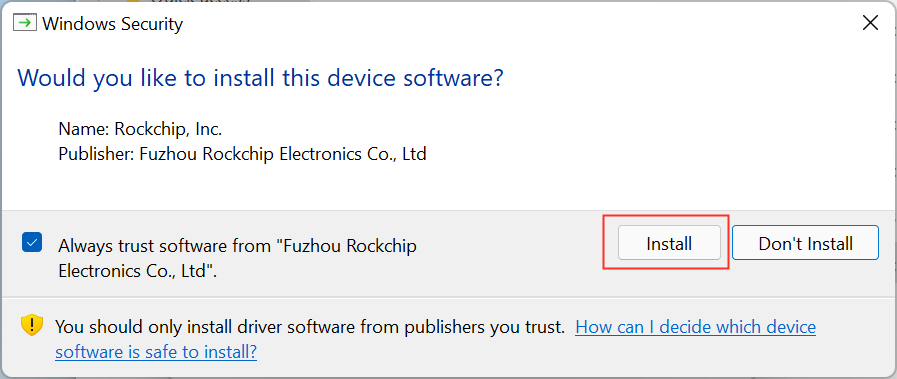 Windows Security
Would you like to install this device software?
Name: Rockchip, Inc.
Publisher: Fuzhou Rockchip Electronics Co., Ltd
Always trust software from "Fuzhou Rockchip
Electronics Co., Ltd".
Install
Don't Install
You should only install driver software from publishers you trust. How can I decide which device
software is safe to install?